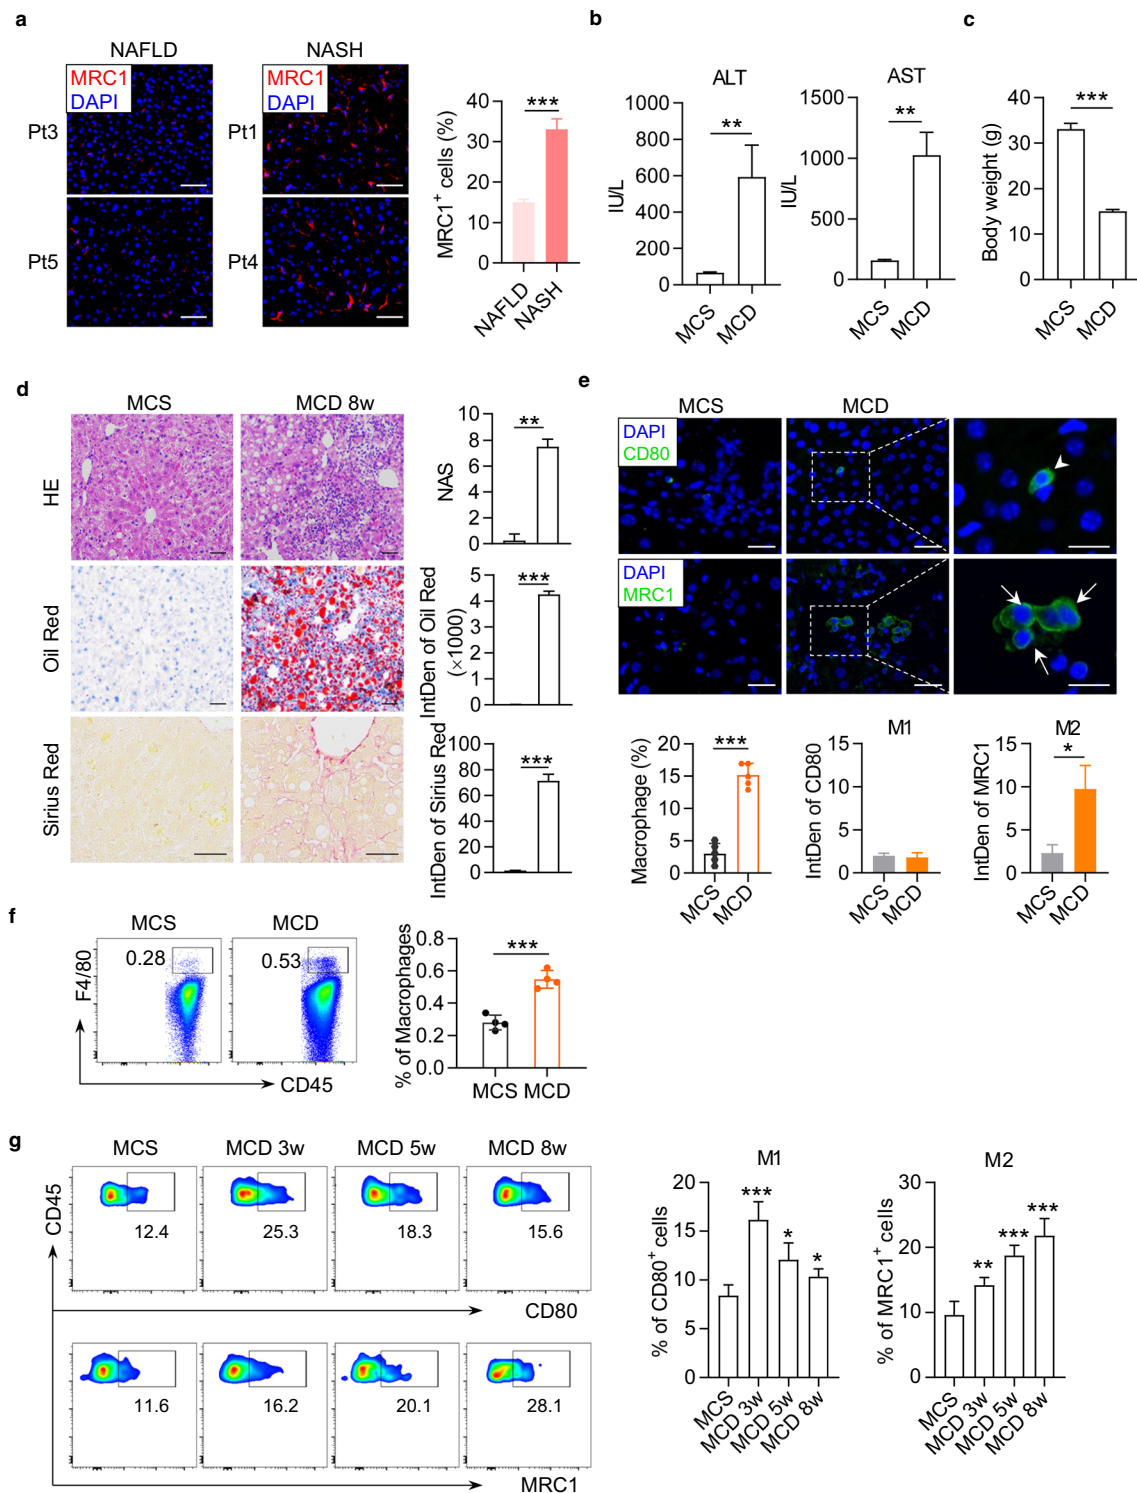 a
NAFLD
NASH
MRC1
DAPI
MRC1
DAPI
Pt3
Pt1
Pt5
Pt4
MRC1+ cells (%)
40
30
20
10
0
***
NAFLD
NASH
b
ALT
IU/L
1000
800
600
400
200
0
**
MCS
MCD
AST
IU/L
1500
1000
500
0
**
MCS
MCD
c
Body weight (g)
40
30
20
10
0
***
MCS
MCD
d
MCS
MCD 8w
HE
Oil Red
Sirius Red
NAS
10
8
6
4
2
0
**
IntDen of Oil Red
(×1000)
5
4
3
2
1
0
***
IntDen of Sirius Red
100
80
60
40
20
0
***
e
MCS
MCD
DAPI
CD80
DAPI
MRC1
Macrophage (%)
20
15
10
5
0
***
MCS
MCD
M1
IntDen of CD80
15
10
5
0
MCS
MCD
M2
IntDen of MRC1
15
10
5
0
*
MCS
MCD
f
MCS
MCD
0.28
0.53
F4/80
CD45
% of Macrophages
0.8
0.6
0.4
0.2
0.0
***
MCS
MCD
g
MCS
MCD 3w
MCD 5w
MCD 8w
CD45
12.4
25.3
18.3
15.6
CD80
11.6
16.2
20.1
28.1
MRC1
M1
% of CD80+ cells
20
15
10
5
0
***
*
*
MCS
MCD 3w
MCD 5w
MCD 8w
M2
% of MRC1+ cells
30
20
10
0
**
***
***
MCS
MCD 3w
MCD 5w
MCD 8w